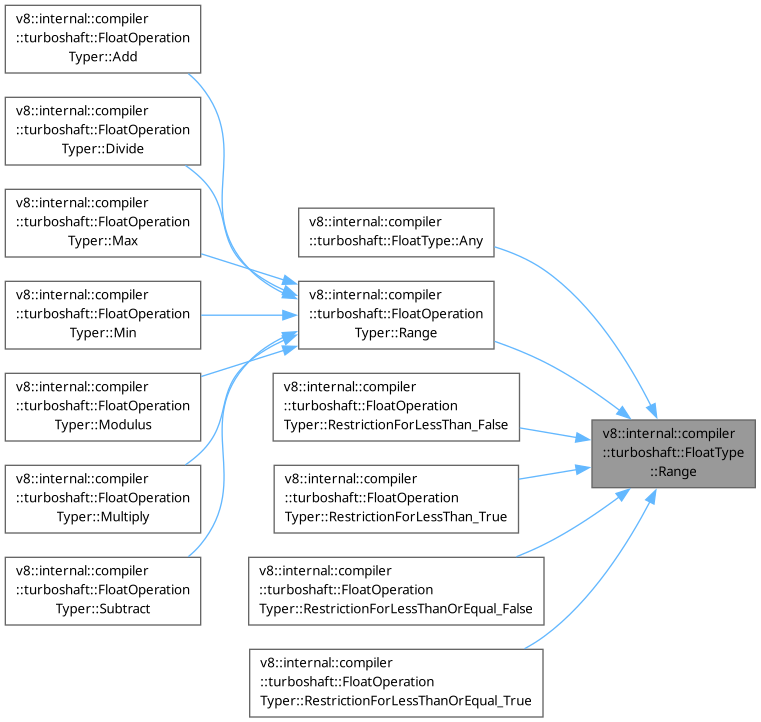 v8::internal::compiler
::turboshaft::FloatOperation
Typer::Add
v8::internal::compiler
::turboshaft::FloatOperation
Typer::Divide
v8::internal::compiler
::turboshaft::FloatOperation
Typer::Max
v8::internal::compiler
::turboshaft::FloatOperation
Typer::Min
v8::internal::compiler
::turboshaft::FloatOperation
Typer::Modulus
v8::internal::compiler
::turboshaft::FloatOperation
Typer::Multiply
v8::internal::compiler
::turboshaft::FloatOperation
Typer::Subtract
v8::internal::compiler
::turboshaft::FloatType::Any
v8::internal::compiler
::turboshaft::FloatOperation
Typer::Range
v8::internal::compiler
::turboshaft::FloatOperation
Typer::RestrictionForLessThan_False
v8::internal::compiler
::turboshaft::FloatOperation
Typer::RestrictionForLessThan_True
v8::internal::compiler
::turboshaft::FloatOperation
Typer::RestrictionForLessThanOrEqual_False
v8::internal::compiler
::turboshaft::FloatOperation
Typer::RestrictionForLessThanOrEqual_True
v8::internal::compiler
::turboshaft::FloatType
::Range